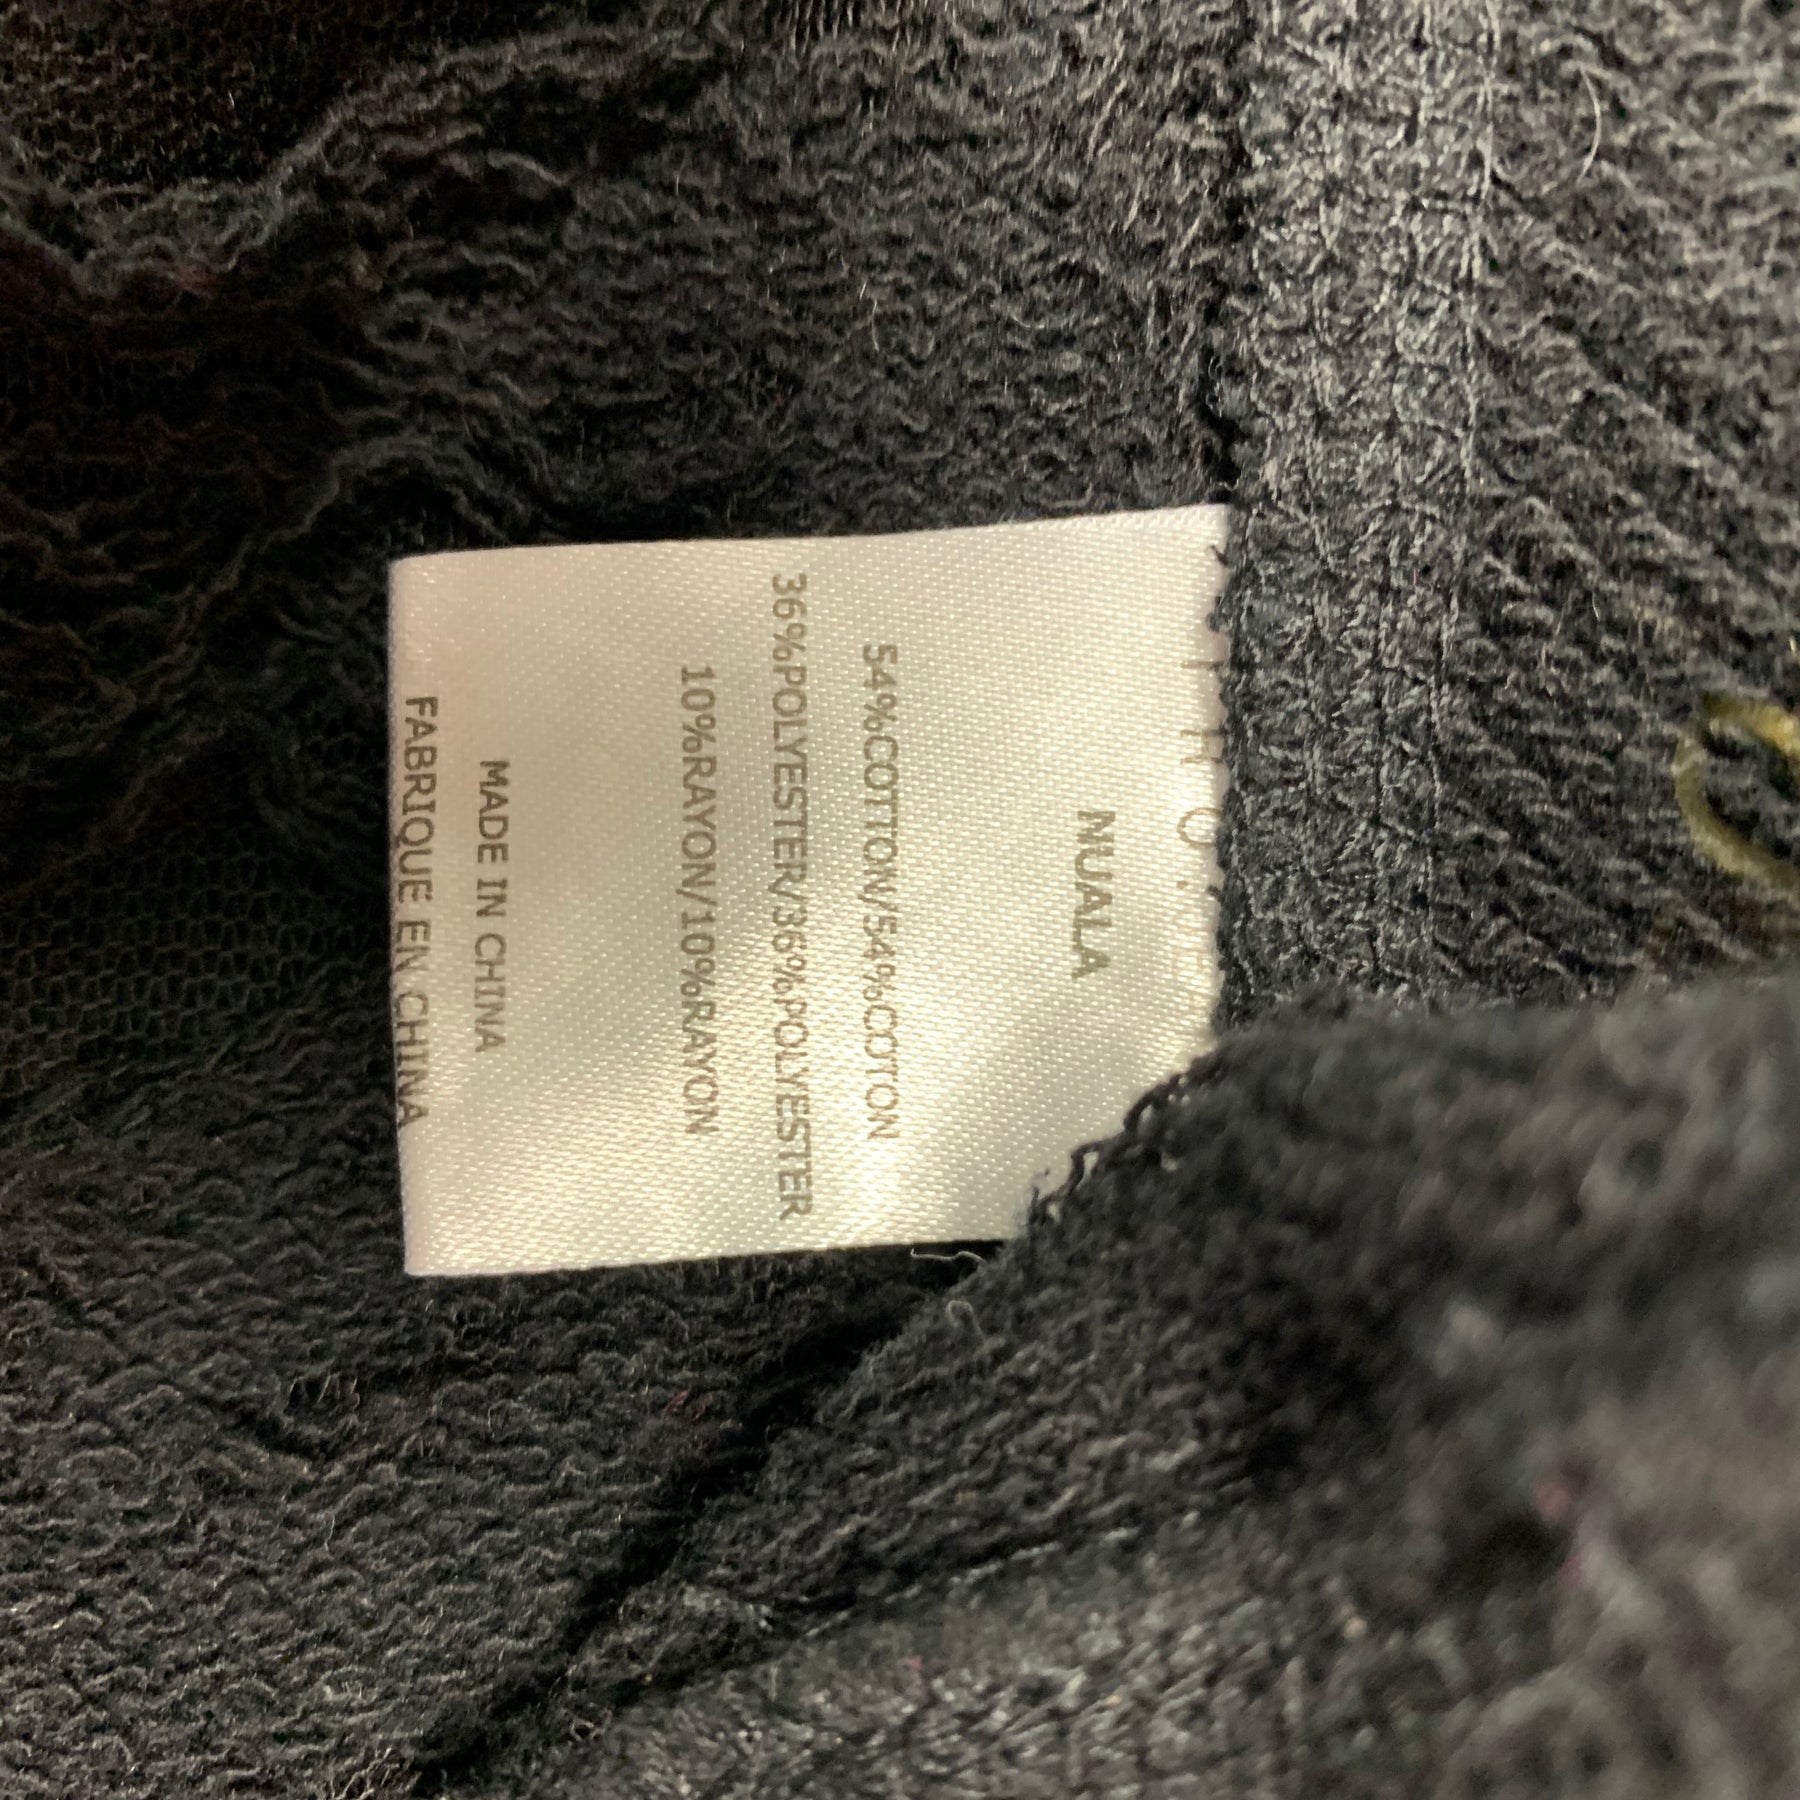 NUALA
54%COTTON/54%COTON
36%POLYESTER/36%POLYESTER
10%RAYON/10%RAYON
MADE IN CHINA
FABRIQUE EN CHINA